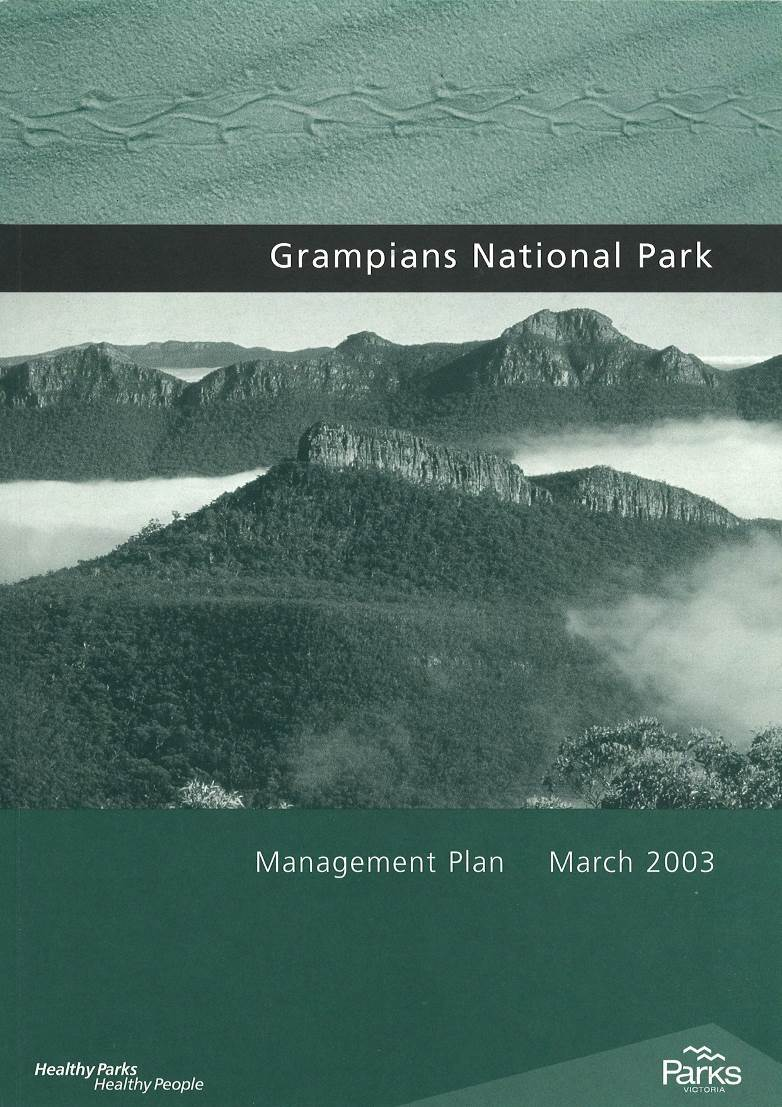 Grampians National Park
Management Plan March 2003
Healthy Parks
Healthy People
Parks
VICTORIA